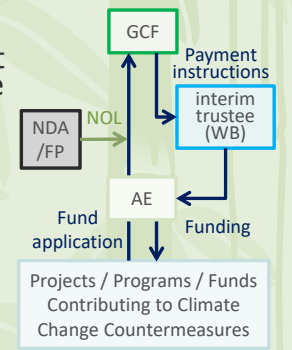 GCF
t
e
Payment
instructions
interim
trustee
(WB)
NOL
NDA
/FP
AE
Fund
application
Funding
Projects / Programs / Funds
Contributing to Climate
Change Countermeasures